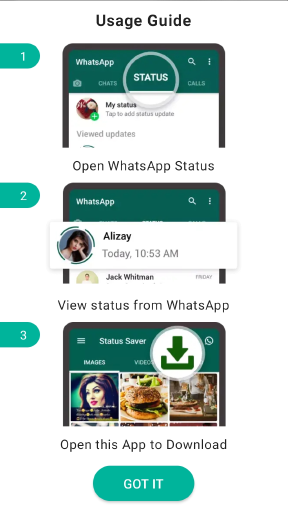 Usage Guide
1
WhatsApp
CHATS
STATUS
CALLS
My status
Tap to add status update
Viewed updates
Open WhatsApp Status
2
WhatsApp
Alizay
Today, 10:53 AM
Jack Whitman
FRIDAY
View status from WhatsApp
3
Status Saver
IMAGES
Open this App to Download
GOT IT